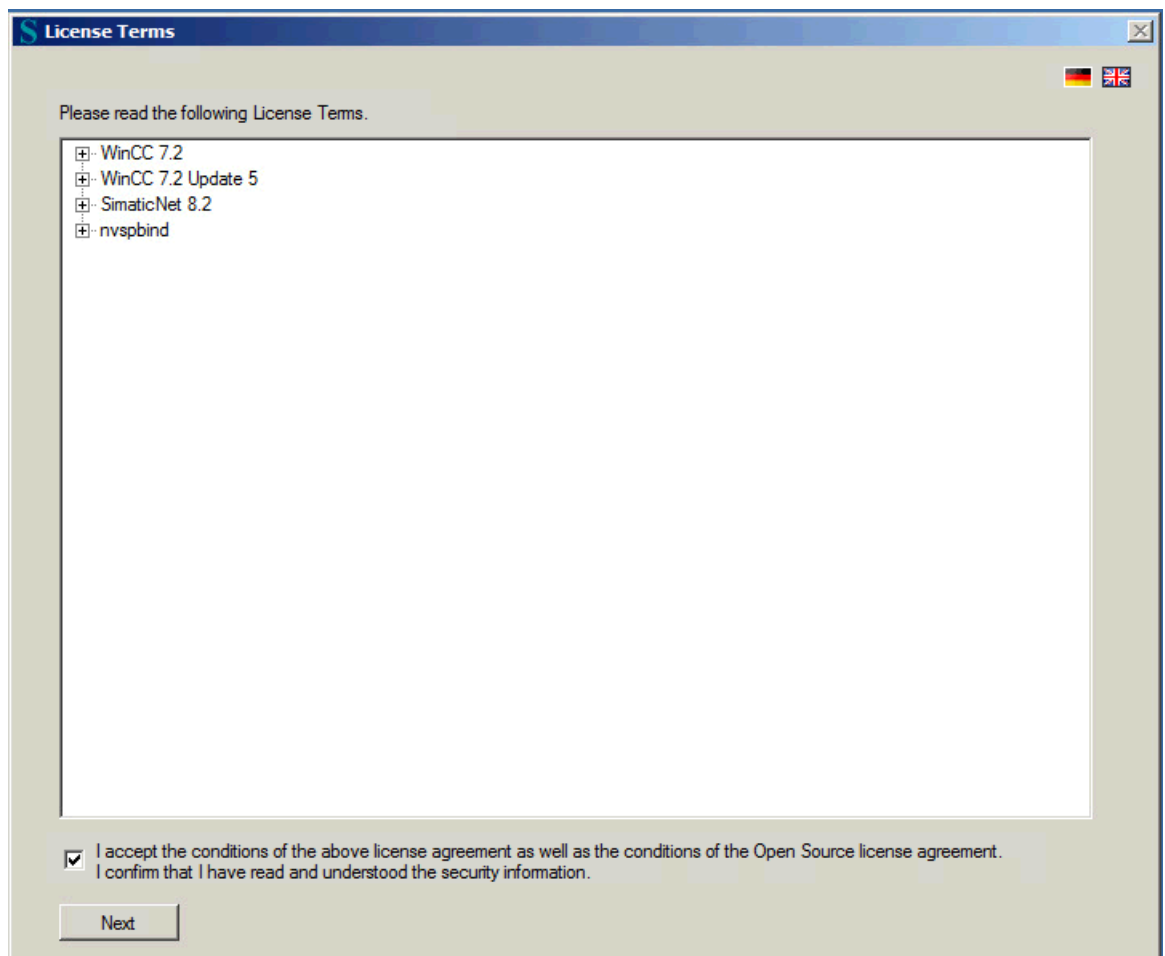 License Terms
Please read the following License Terms.
WinCC 7.2
WinCC 7.2 Update 5
SimaticNet 8.2
nvspbind
I accept the conditions of the above license agreement as well as the conditions of the Open Source license agreement.
I confirm that I have read and understood the security information.
Next